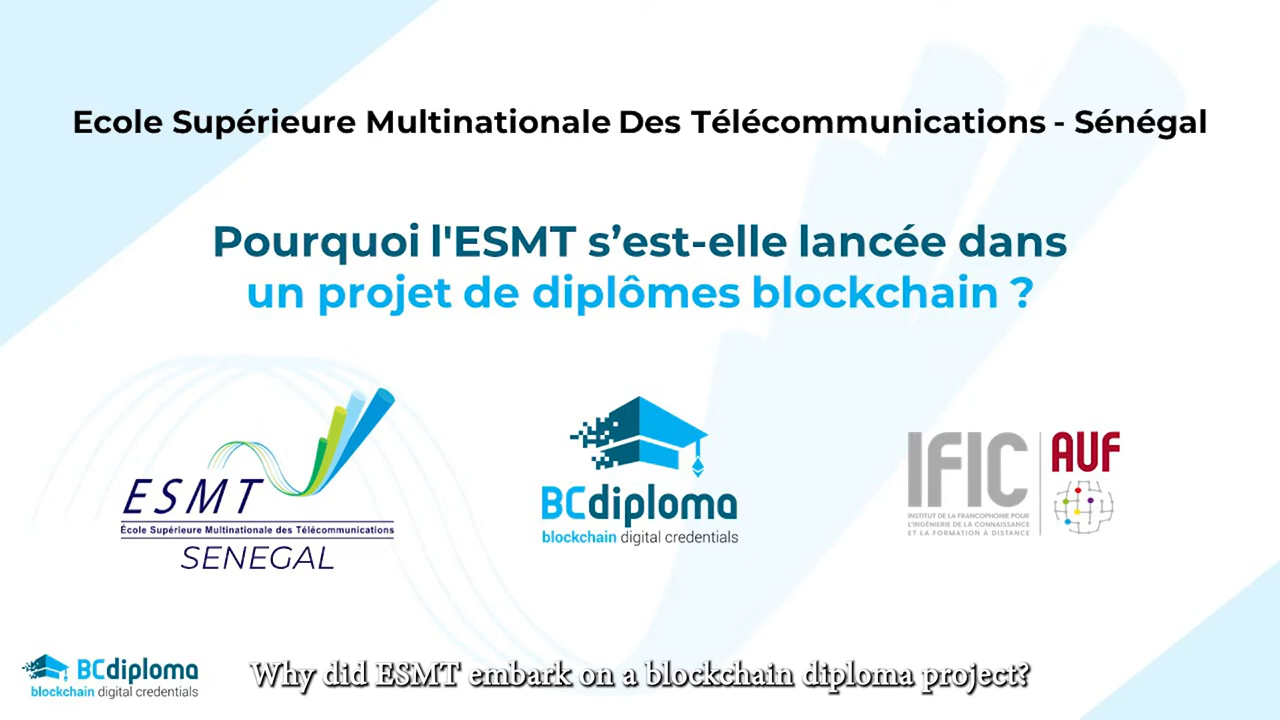 Ecole Supérieure Multinationale Des Télécommunications - Sénégal
Pourquoi l'ESMT s’est-elle lancée dans
un projet de diplômes blockchain ?
ESMT
École Supérieure Multinationale des Télécommunications
SENEGAL
BCdiploma
blockchain digital credentials
IFIC
INSTITUT DE LA FRANCOPHONIE POUR
L'INGÉNIERIE DE LA CONNAISSANCE
ET LA FORMATION À DISTANCE
AUF
BCdiploma
blockchain digital credentials
Why did ESMT embark on a blockchain diploma project?